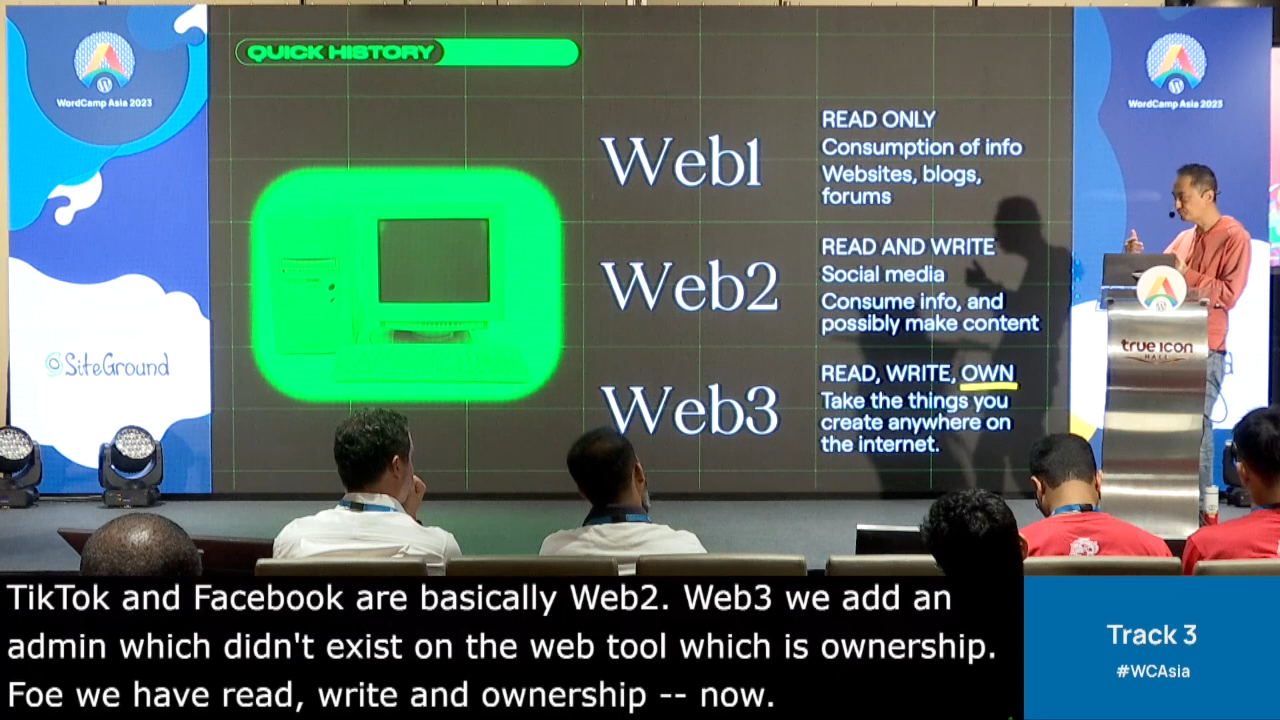 QUICK HISTORY
WordCamp Asia 2023
WordCamp Asia 2023
Web1
READ ONLY
Consumption of info
Websites, blogs,
forums
Web2
READ AND WRITE
Social media
Consume info, and
possibly make content
Web3
READ, WRITE, OWN
Take the things you
create anywhere on
the internet.
SiteGround
true icon
HALL
TikTok and Facebook are basically Web2. Web3 we add an
admin which didn't exist on the web tool which is ownership.
Foe we have read, write and ownership -- now.
Track 3
#WCAsia